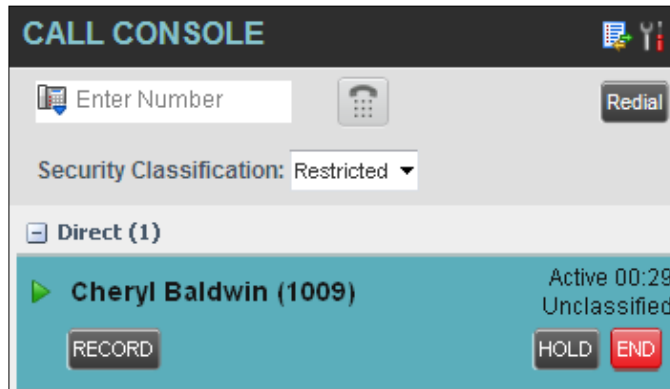 CALL CONSOLE
Enter Number
Redial
Security Classification: Restricted
Direct (1)
Cheryl Baldwin (1009)
Active 00:29
Unclassified
RECORD
HOLD
END